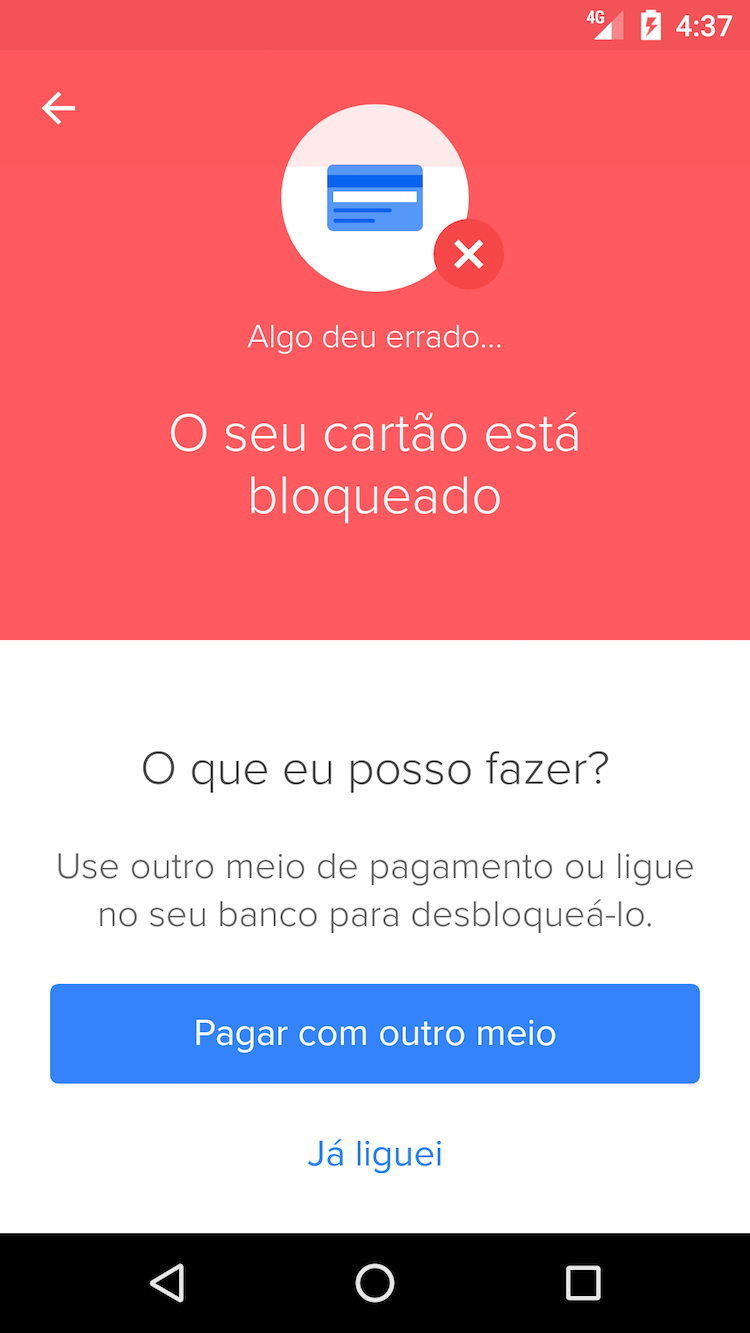 4G 4:37
Algo deu errado...
O seu cartão está
bloqueado
O que eu posso fazer?
Use outro meio de pagamento ou ligue
no seu banco para desbloqueá-lo.
Pagar com outro meio
Já liguei